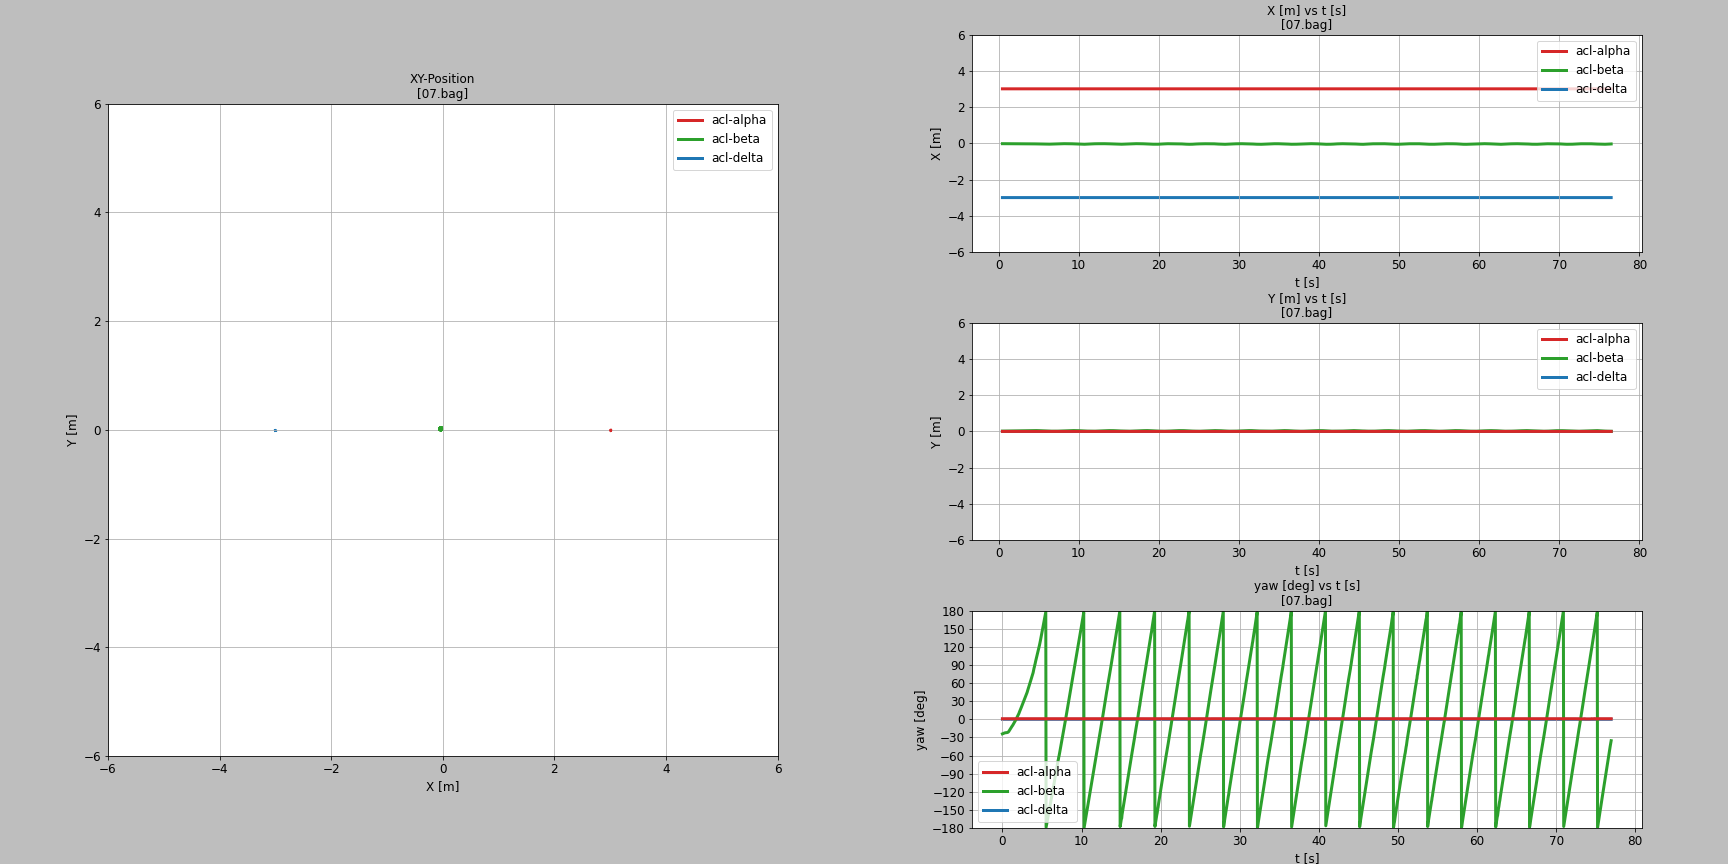 XY-Position
[07.bag]
6
4
2
0
−2
−4
−6
Y [m]
−6 −4 −2 0 2 4 6
X [m]
acl-alpha
acl-beta
acl-delta
X [m] vs t [s]
[07.bag]
6
4
2
0
−2
−4
−6
X [m]
acl-alpha
acl-beta
acl-delta
0 10 20 30 40 50 60 70 80
t [s]
Y [m] vs t [s]
[07.bag]
6
4
2
0
−2
−4
−6
Y [m]
acl-alpha
acl-beta
acl-delta
0 10 20 30 40 50 60 70 80
t [s]
yaw [deg] vs t [s]
[07.bag]
180
150
120
90
60
30
0
−30
−60
−90
−120
−150
−180
yaw [deg]
acl-alpha
acl-beta
acl-delta
0 10 20 30 40 50 60 70 80
t [s]